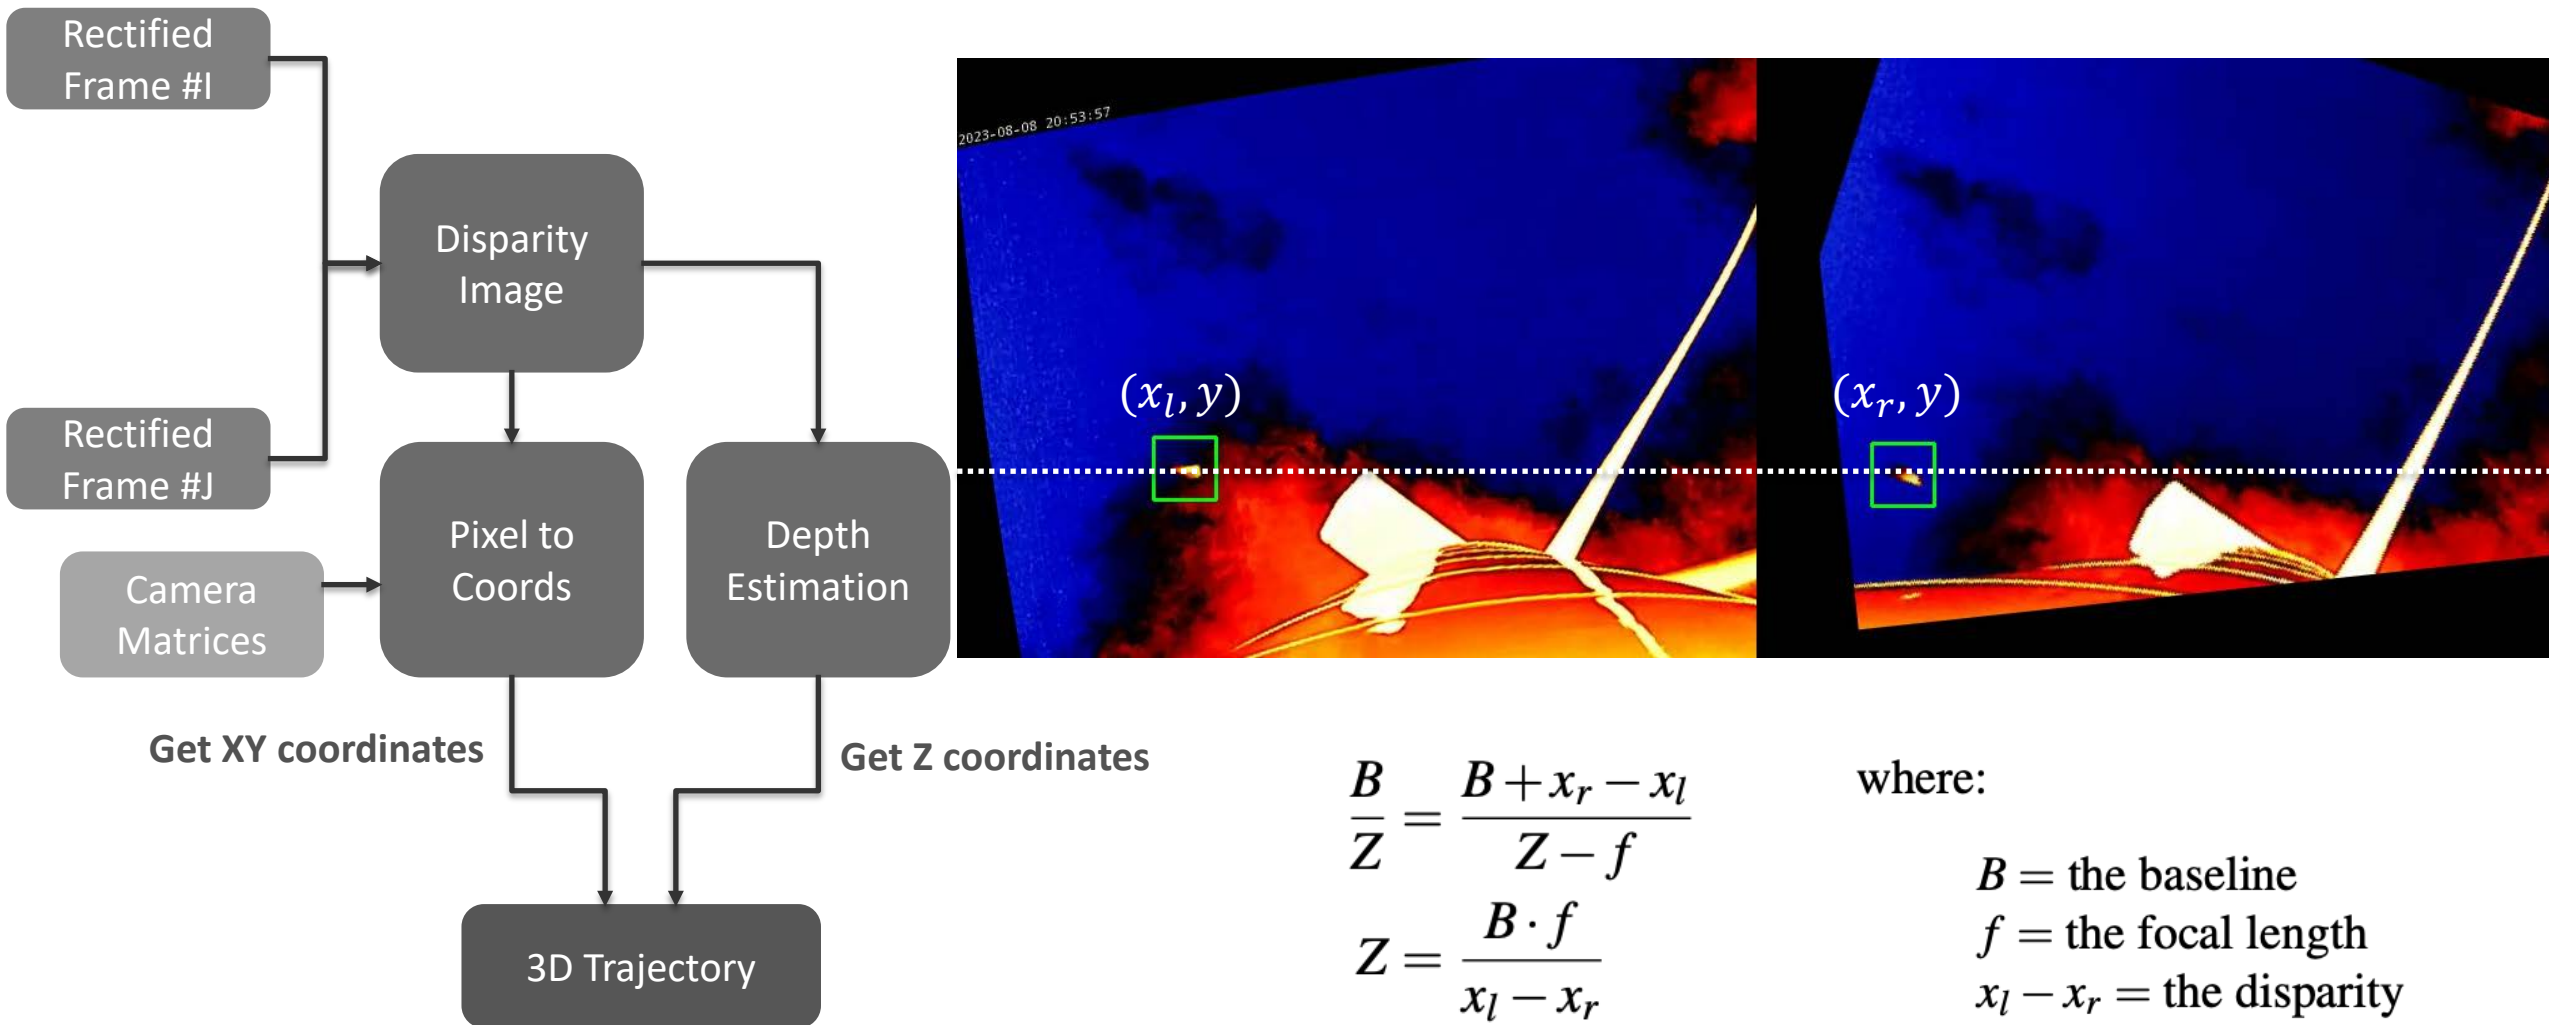 Rectified
Frame #I
Disparity
Image
Rectified
Frame #J
Camera
Matrices
Pixel to
Coords
Depth
Estimation
Get XY coordinates
Get Z coordinates
3D Trajectory
2023-08-08 20:53:57
(x_l, y)
(x_r, y)
B/Z = (B + x_r − x_l)/(Z − f)
Z = (B · f)/(x_l − x_r)
where:
B = the baseline
f = the focal length
x_l − x_r = the disparity